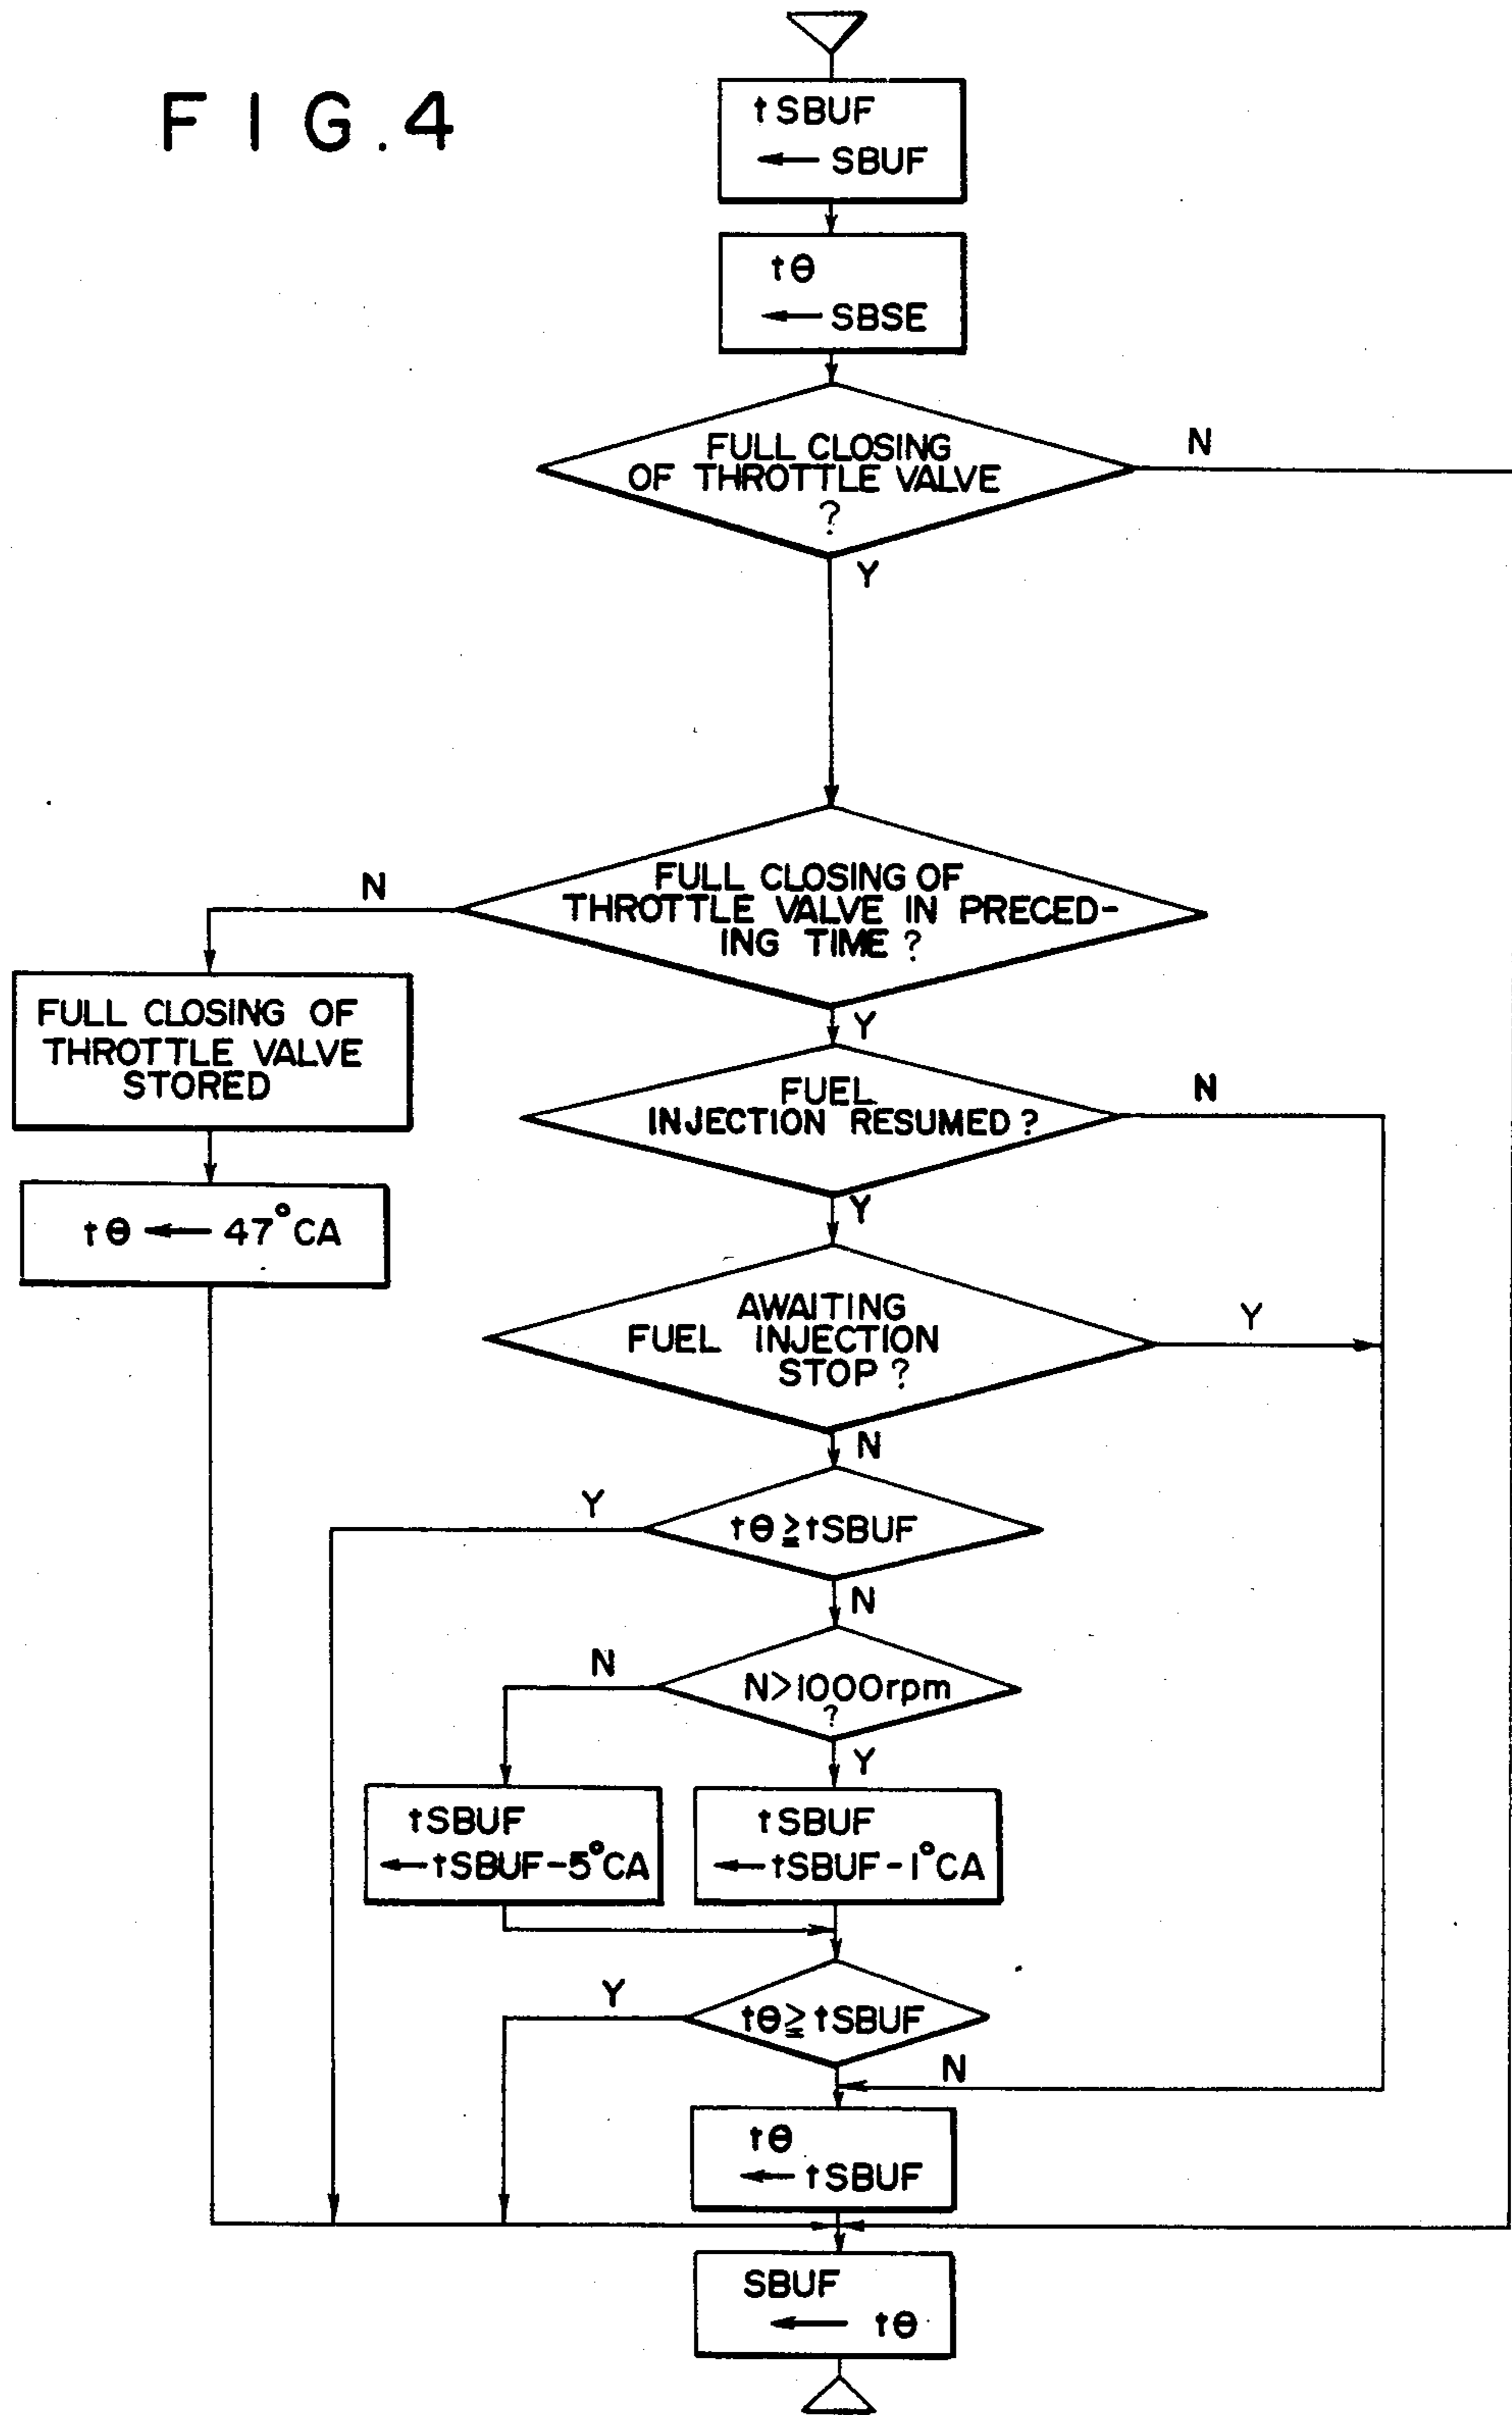 FIG.4
tSBUF
← SBUF
tθ
← SBSE
FULL CLOSING
OF THROTTLE VALVE
?
N
Y
FULL CLOSING OF
THROTTLE VALVE IN PRECED-
ING TIME ?
N
Y
FULL CLOSING OF
THROTTLE VALVE
STORED
tθ ← 47°CA
FUEL
INJECTION RESUMED ?
N
Y
AWAITING
FUEL INJECTION
STOP ?
Y
N
tθ ≧ tSBUF
Y
N
N>1000rpm
?
N
Y
tSBUF
← tSBUF-5°CA
tSBUF
← tSBUF-1°CA
tθ ≧ tSBUF
Y
N
tθ
← tSBUF
SBUF
← tθ